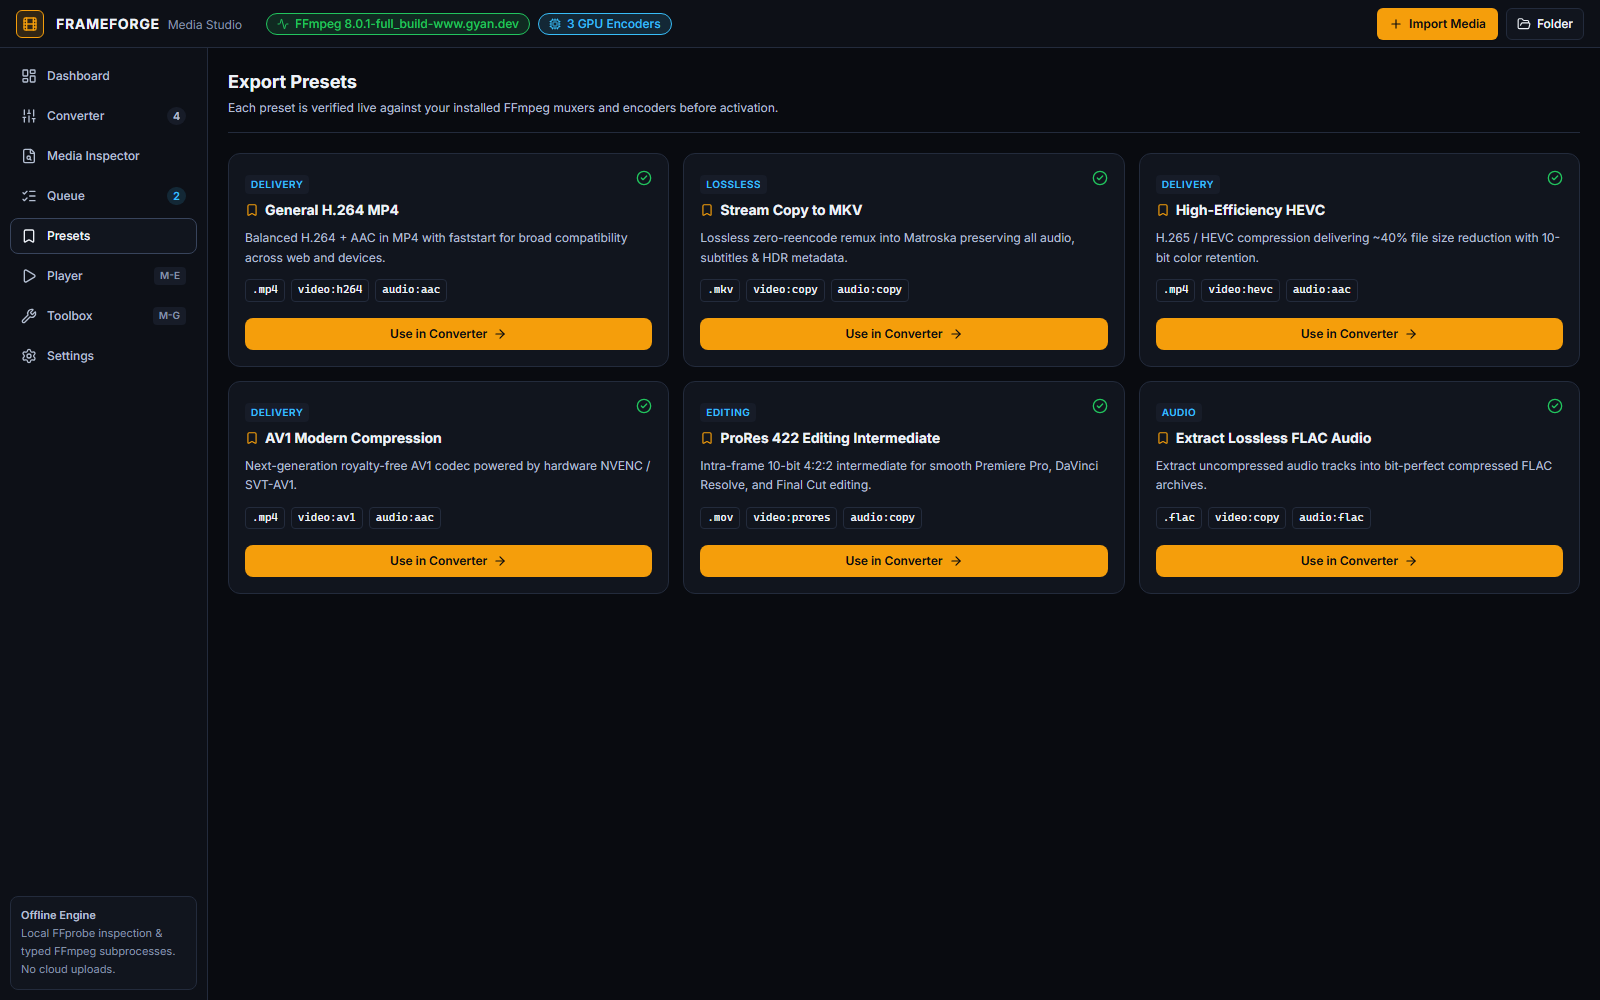 FRAMEFORGE Media Studio
FFmpeg 8.0.1-full_build-www.gyan.dev
3 GPU Encoders
Import Media
Folder
Dashboard
Converter 4
Media Inspector
Queue 2
Presets
Player M-E
Toolbox M-G
Settings
Offline Engine
Local FFprobe inspection &
typed FFmpeg subprocesses.
No cloud uploads.
Export Presets
Each preset is verified live against your installed FFmpeg muxers and encoders before activation.
DELIVERY
General H.264 MP4
Balanced H.264 + AAC in MP4 with faststart for broad compatibility
across web and devices.
.mp4 video:h264 audio:aac
Use in Converter →
LOSSLESS
Stream Copy to MKV
Lossless zero-reencode remux into Matroska preserving all audio,
subtitles & HDR metadata.
.mkv video:copy audio:copy
Use in Converter →
DELIVERY
High-Efficiency HEVC
H.265 / HEVC compression delivering ~40% file size reduction with 10-
bit color retention.
.mp4 video:hevc audio:aac
Use in Converter →
DELIVERY
AV1 Modern Compression
Next-generation royalty-free AV1 codec powered by hardware NVENC /
SVT-AV1.
.mp4 video:av1 audio:aac
Use in Converter →
EDITING
ProRes 422 Editing Intermediate
Intra-frame 10-bit 4:2:2 intermediate for smooth Premiere Pro, DaVinci
Resolve, and Final Cut editing.
.mov video:prores audio:copy
Use in Converter →
AUDIO
Extract Lossless FLAC Audio
Extract uncompressed audio tracks into bit-perfect compressed FLAC
archives.
.flac video:copy audio:flac
Use in Converter →